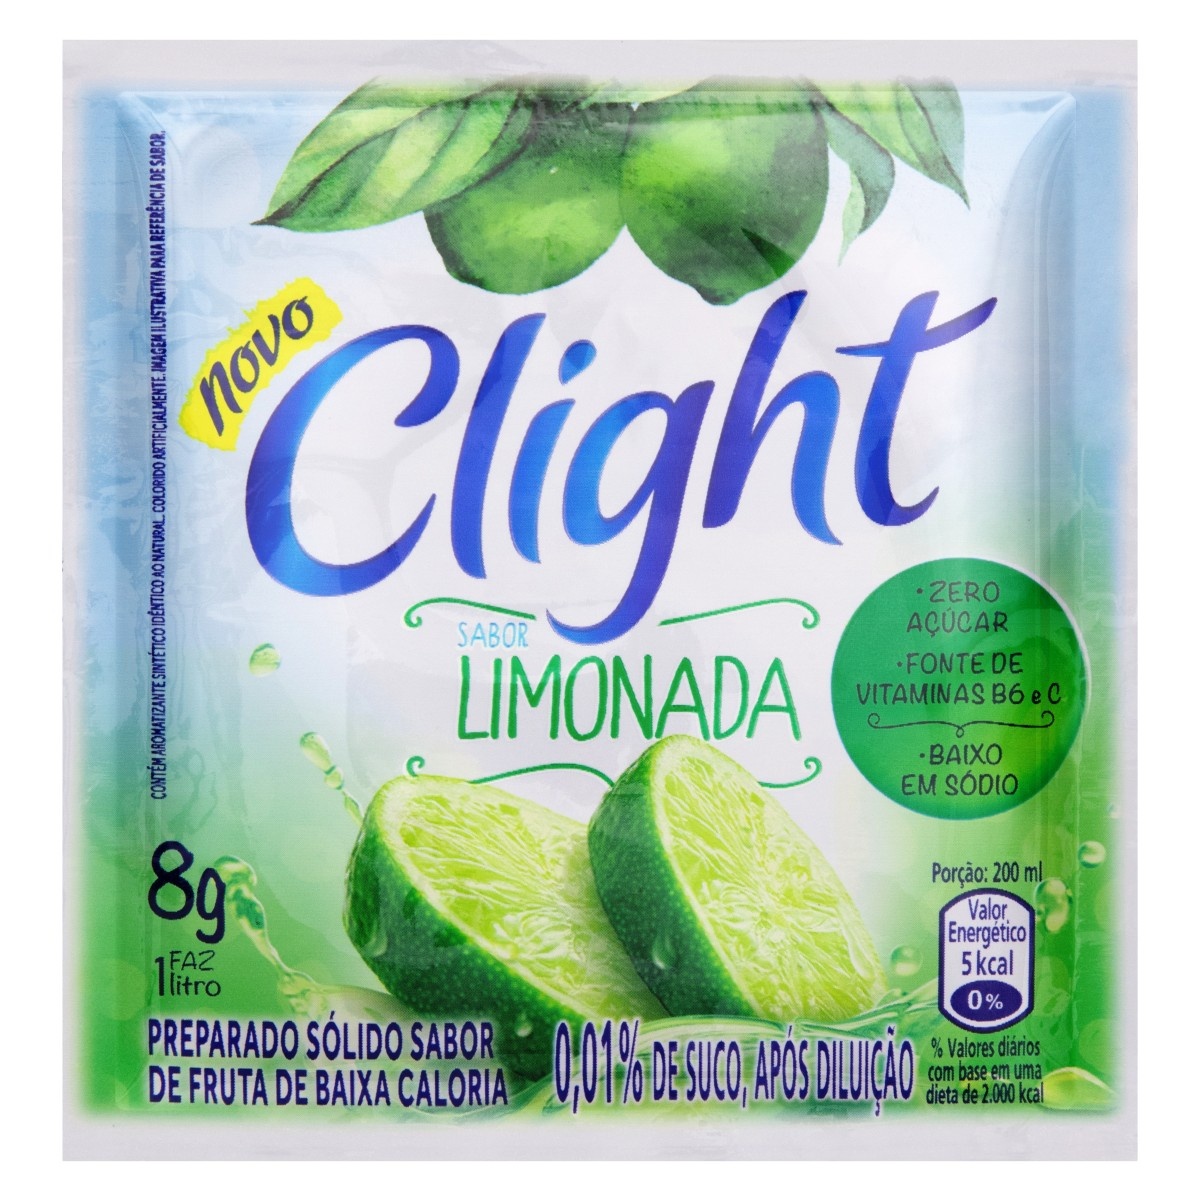 novo
Clight
SABOR
LIMONADA
• ZERO
AÇÚCAR
• FONTE DE
VITAMINAS B6 e C
• BAIXO
EM SÓDIO
CONTÉM AROMATIZANTE SINTÉTICO IDÊNTICO AO NATURAL. COLORIDO ARTIFICIALMENTE. IMAGEM ILUSTRATIVA PARA REFERÊNCIA DE SABOR.
8g
FAZ
1 litro
PREPARADO SÓLIDO SABOR
DE FRUTA DE BAIXA CALORIA
0,01% DE SUCO, APÓS DILUIÇÃO
Porção: 200 ml
Valor
Energético
5 kcal
0%
% Valores diários
com base em uma
dieta de 2.000 kcal